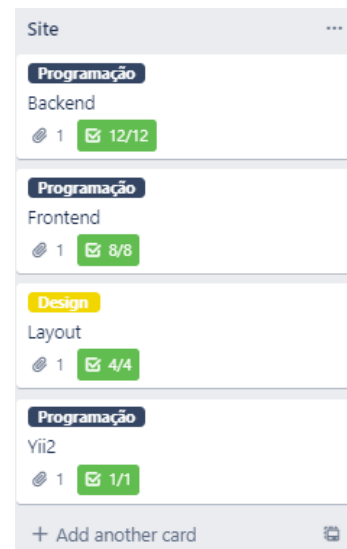 Site
Programação
Backend
1 12/12
Programação
Frontend
1 8/8
Design
Layout
1 4/4
Programação
Yii2
1 1/1
+ Add another card